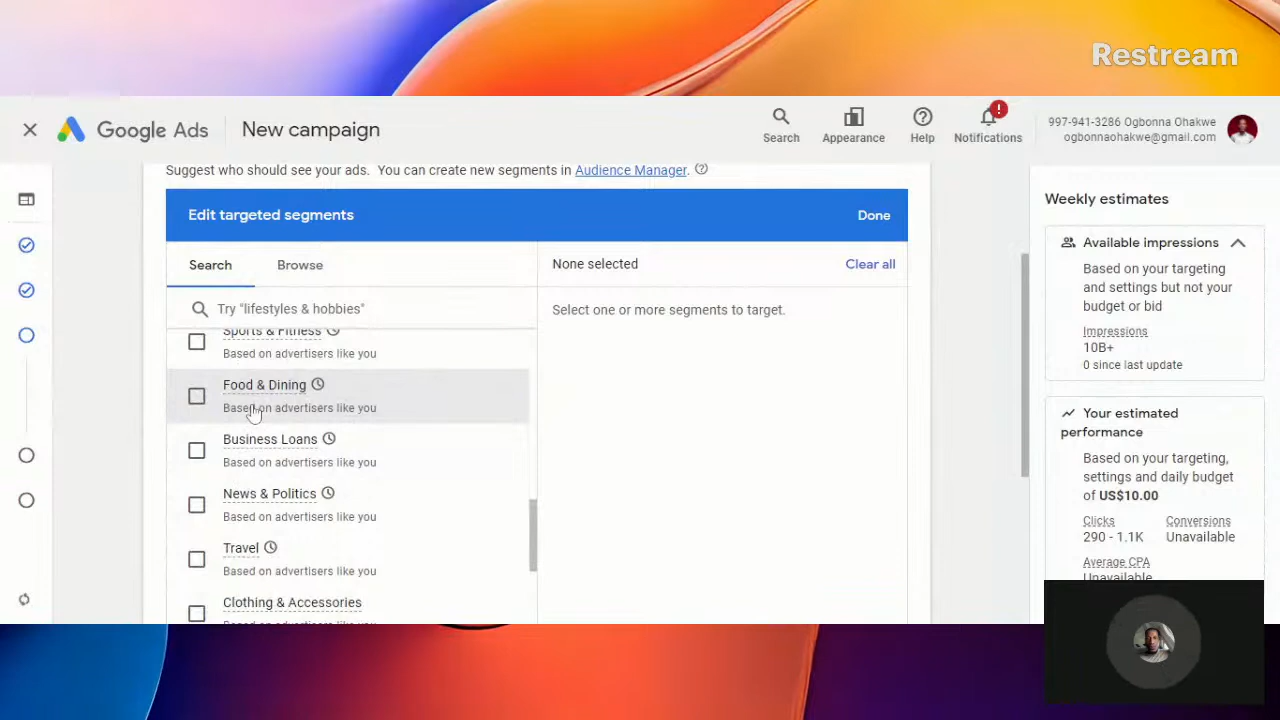 Restream
Google Ads
New campaign
Search
Appearance
Help
Notifications
997-941-3286 Ogbonna Ohakwe
ogbonnaohakwe@gmail.com
Suggest who should see your ads. You can create new segments in Audience Manager.
Edit targeted segments
Done
Search
Browse
Try "lifestyles & hobbies"
Sports & Fitness
Based on advertisers like you
Food & Dining
Based on advertisers like you
Business Loans
Based on advertisers like you
News & Politics
Based on advertisers like you
Travel
Based on advertisers like you
Clothing & Accessories
Based on advertisers like you
None selected
Clear all
Select one or more segments to target.
Weekly estimates
Available impressions
Based on your targeting
and settings but not your
budget or bid
Impressions
10B+
0 since last update
Your estimated
performance
Based on your targeting,
settings and daily budget
of US$10.00
Clicks
Conversions
290 - 1.1K
Unavailable
Average CPA
Unavailable